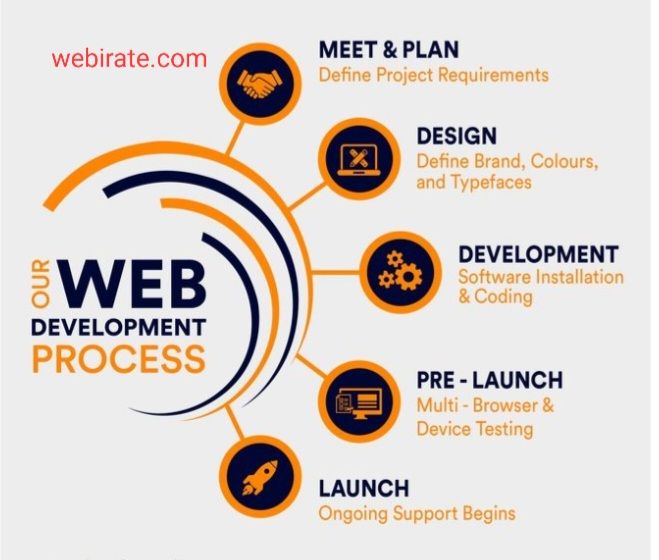 webirate.com
MEET & PLAN
Define Project Requirements
DESIGN
Define Brand, Colours,
and Typefaces
DEVELOPMENT
Software Installation
& Coding
OUR
WEB
DEVELOPMENT
PROCESS
PRE - LAUNCH
Multi - Browser &
Device Testing
LAUNCH
Ongoing Support Begins